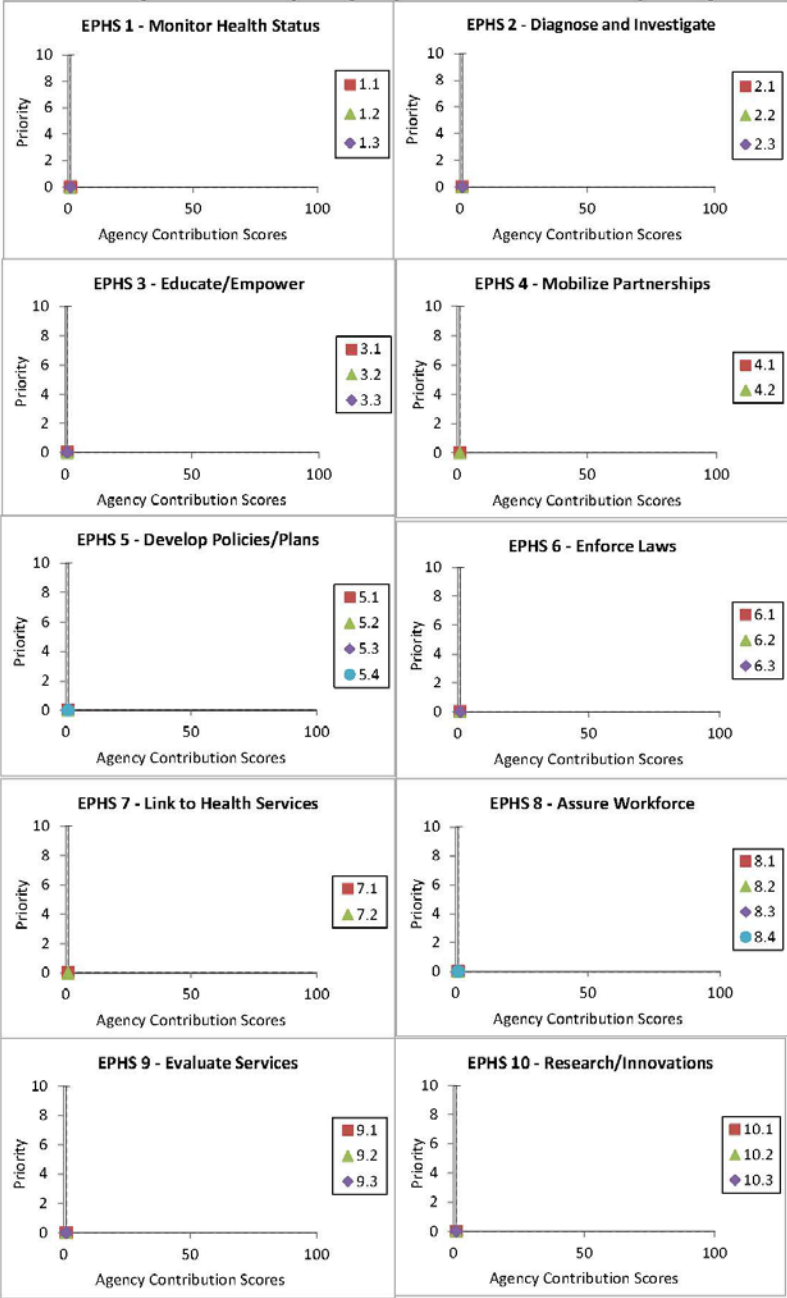 EPHS 1 - Monitor Health Status
10
8
6
4
2
0
Priority
0 50 100
Agency Contribution Scores
1.1
1.2
1.3
EPHS 2 - Diagnose and Investigate
10
8
6
4
2
0
Priority
0 50 100
Agency Contribution Scores
2.1
2.2
2.3
EPHS 3 - Educate/Empower
10
8
6
4
2
0
Priority
0 50 100
Agency Contribution Scores
3.1
3.2
3.3
EPHS 4 - Mobilize Partnerships
10
8
6
4
2
0
Priority
0 50 100
Agency Contribution Scores
4.1
4.2
EPHS 5 - Develop Policies/Plans
10
8
6
4
2
0
Priority
0 50 100
Agency Contribution Scores
5.1
5.2
5.3
5.4
EPHS 6 - Enforce Laws
10
8
6
4
2
0
Priority
0 50 100
Agency Contribution Scores
6.1
6.2
6.3
EPHS 7 - Link to Health Services
10
8
6
4
2
0
Priority
0 50 100
Agency Contribution Scores
7.1
7.2
EPHS 8 - Assure Workforce
10
8
6
4
2
0
Priority
0 50 100
Agency Contribution Scores
8.1
8.2
8.3
8.4
EPHS 9 - Evaluate Services
10
8
6
4
2
0
Priority
0 50 100
Agency Contribution Scores
9.1
9.2
9.3
EPHS 10 - Research/Innovations
10
8
6
4
2
0
Priority
0 50 100
Agency Contribution Scores
10.1
10.2
10.3